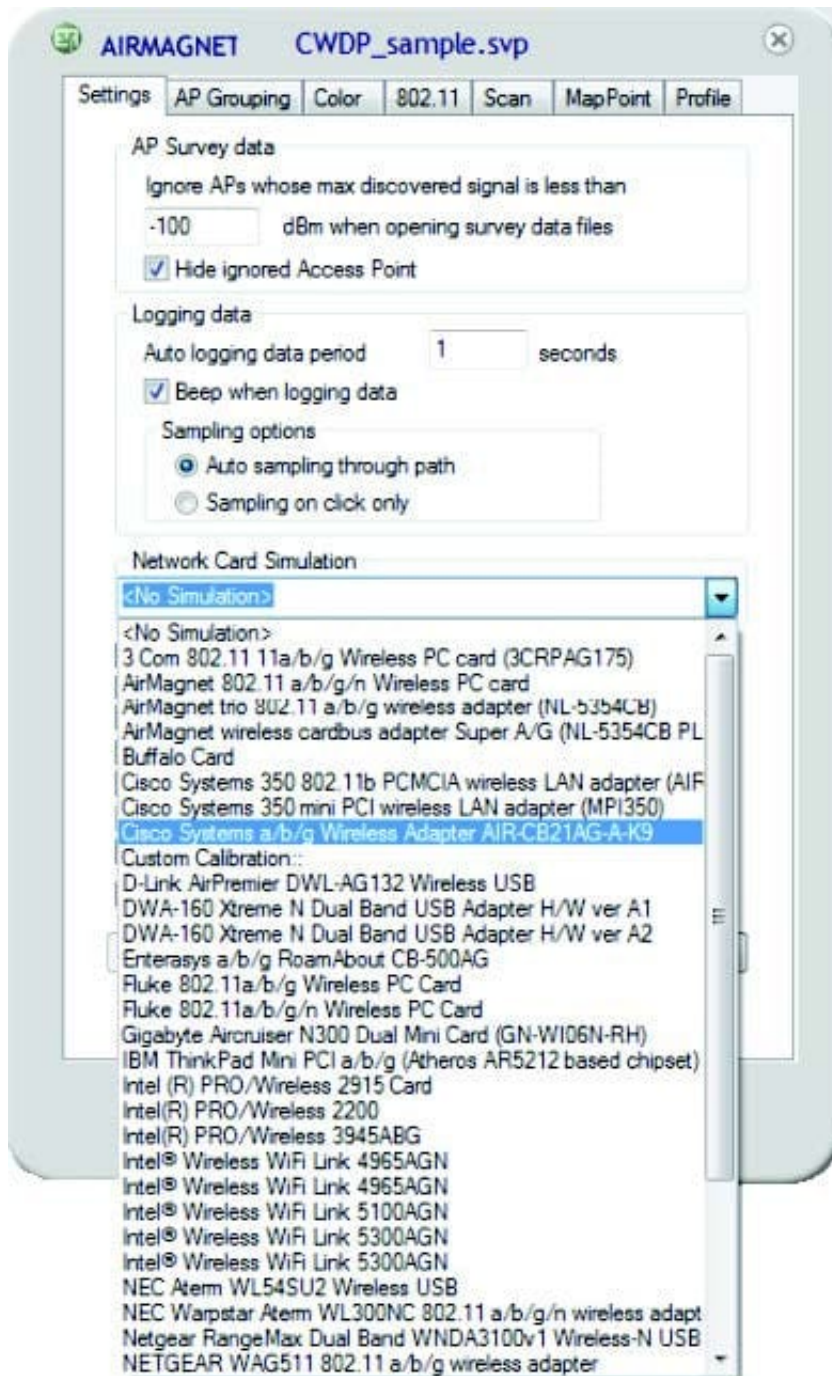 AIRMAGNET CWDP_sample.svp
Settings AP Grouping Color 802.11 Scan MapPoint Profile
AP Survey data
Ignore APs whose max discovered signal is less than
-100 dBm when opening survey data files
Hide ignored Access Point
Logging data
Auto logging data period 1 seconds
Beep when logging data
Sampling options
Auto sampling through path
Sampling on click only
Network Card Simulation
<No Simulation>
<No Simulation>
3 Com 802.11 11a/b/g Wireless PC card (3CRPAG175)
AirMagnet 802.11 a/b/g/n Wireless PC card
AirMagnet trio 802.11 a/b/g wireless adapter (NL-5354CB)
AirMagnet wireless cardbus adapter Super A/G (NL-5354CB PL
Buffalo Card
Cisco Systems 350 802.11b PCMCIA wireless LAN adapter (AIR
Cisco Systems 350 mini PCI wireless LAN adapter (MPI350)
Cisco Systems a/b/g Wireless Adapter AIR-CB21AG-A-K9
Custom Calibration::
D-Link AirPremier DWL-AG132 Wireless USB
DWA-160 Xtreme N Dual Band USB Adapter H/W ver A1
DWA-160 Xtreme N Dual Band USB Adapter H/W ver A2
Enterasys a/b/g RoamAbout CB-500AG
Fluke 802.11a/b/g Wireless PC Card
Fluke 802.11a/b/g/n Wireless PC Card
Gigabyte Aircruiser N300 Dual Mini Card (GN-WI06N-RH)
IBM ThinkPad Mini PCI a/b/g (Atheros AR5212 based chipset)
Intel (R) PRO/Wireless 2915 Card
Intel(R) PRO/Wireless 2200
Intel(R) PRO/Wireless 3945ABG
Intel® Wireless WiFi Link 4965AGN
Intel® Wireless WiFi Link 4965AGN
Intel® Wireless WiFi Link 5100AGN
Intel® Wireless WiFi Link 5300AGN
Intel® Wireless WiFi Link 5300AGN
NEC Aterm WL54SU2 Wireless USB
NEC Warpstar Aterm WL300NC 802.11 a/b/g/n wireless adapt
Netgear RangeMax Dual Band WNDA3100v1 Wireless-N USB
NETGEAR WAG511 802.11 a/b/g wireless adapter